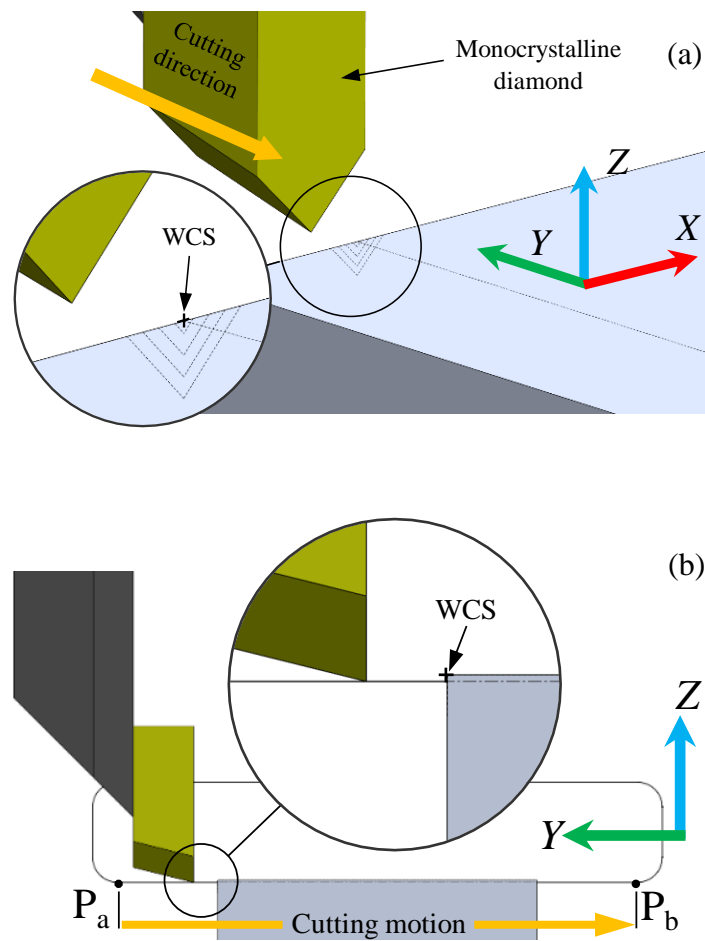 Cutting
direction
Monocrystalline
diamond
(a)
WCS
Z
Y
X
(b)
WCS
Z
Y
Pa
Cutting motion
Pb